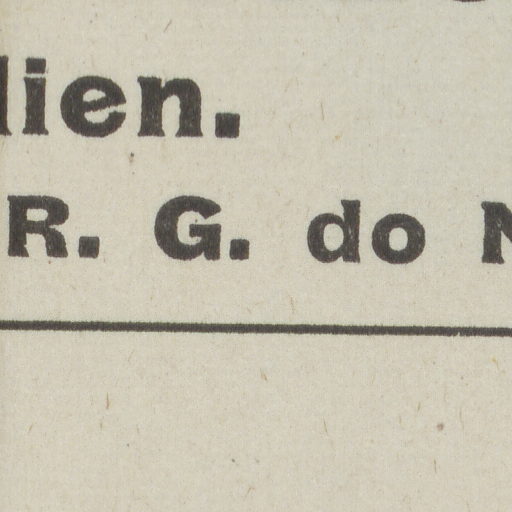 lien.
R. G. do N